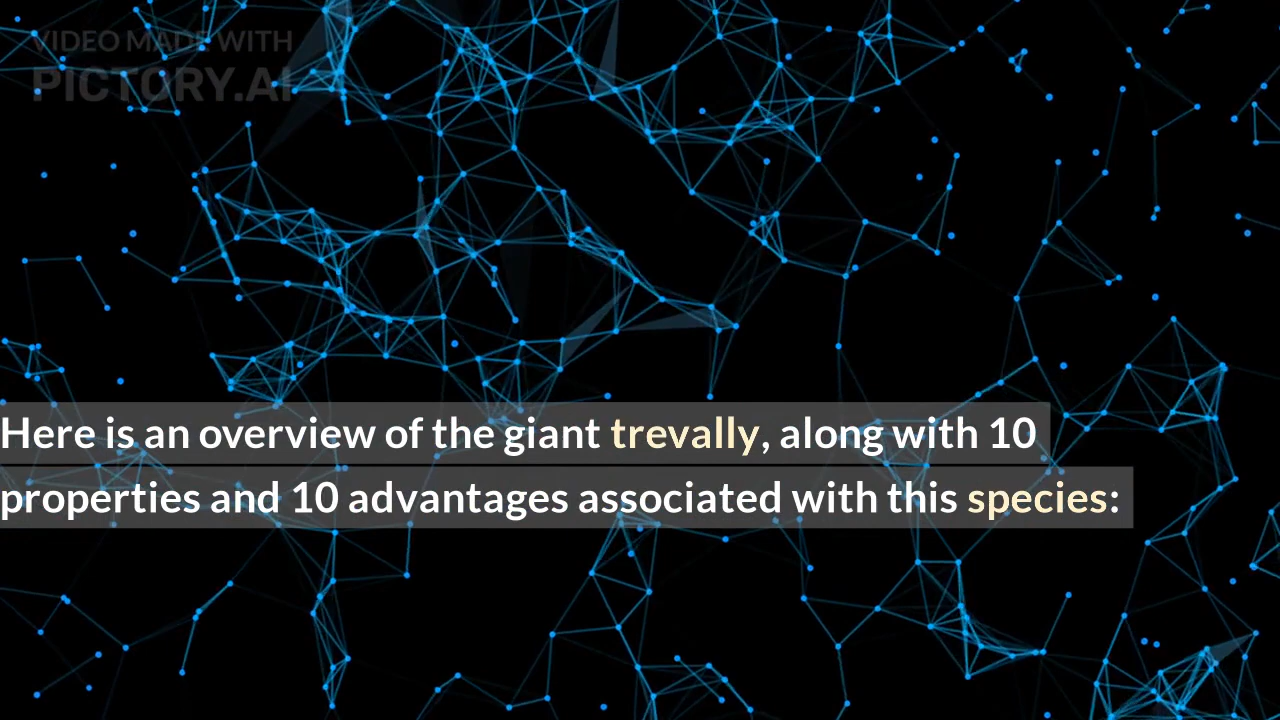 VIDEO MADE WITH
PICTORY.AI
Here is an overview of the giant trevally, along with 10
properties and 10 advantages associated with this species: